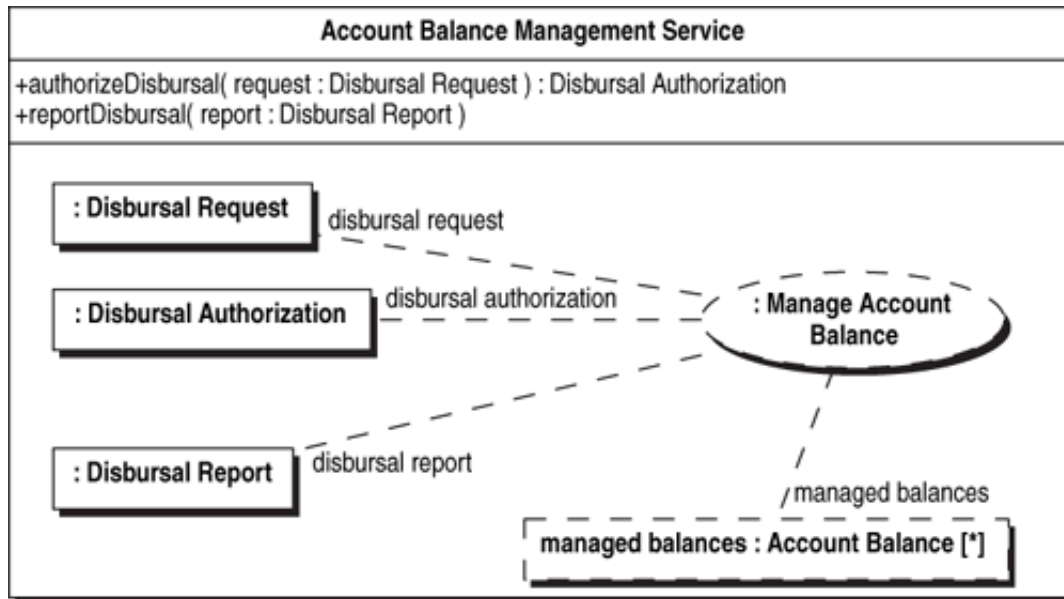 Account Balance Management Service
+authorizeDisbursal( request : Disbursal Request ) : Disbursal Authorization
+reportDisbursal( report : Disbursal Report )
: Disbursal Request
disbursal request
: Disbursal Authorization
disbursal authorization
: Manage Account
Balance
: Disbursal Report
disbursal report
managed balances
managed balances : Account Balance [*]